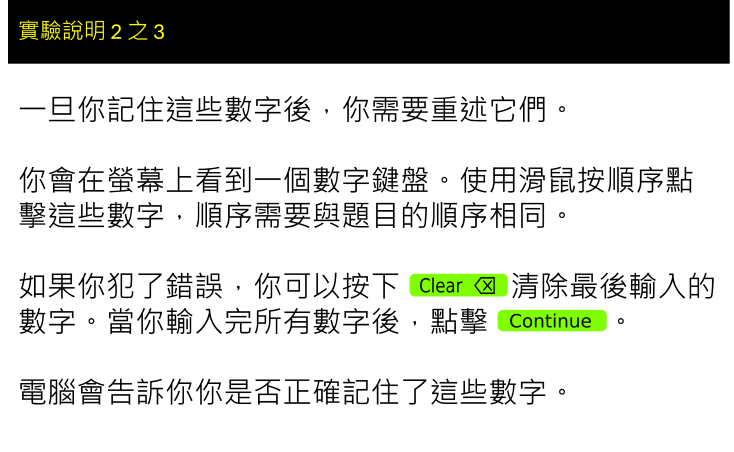 實驗說明 2 之 3
一旦你記住這些數字後，你需要重述它們。
你會在螢幕上看到一個數字鍵盤。使用滑鼠按順序點
擊這些數字，順序需要與題目的順序相同。
如果你犯了錯誤，你可以按下 Clear ⌫ 清除最後輸入的
數字。當你輸入完所有數字後，點擊 Continue 。
電腦會告訴你你是否正確記住了這些數字。